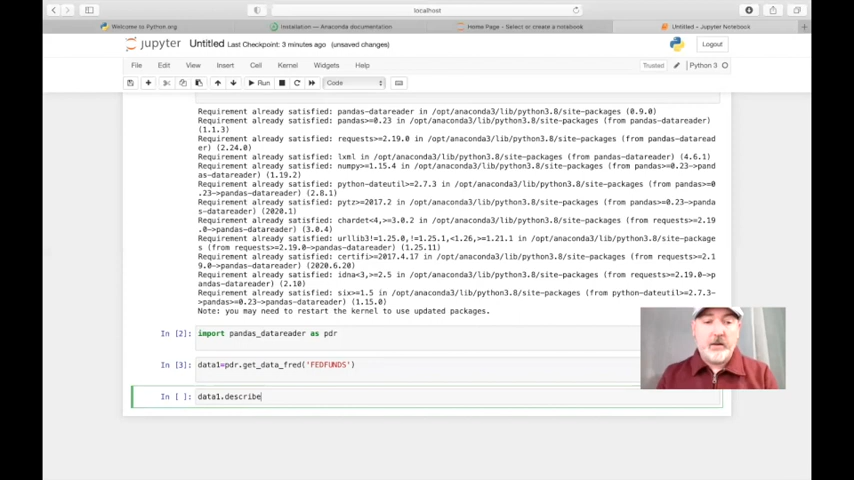 localhost
Welcome to Python.org
Installation — Anaconda documentation
Home Page - Select or create a notebook
Untitled - Jupyter Notebook
jupyter Untitled Last Checkpoint: 3 minutes ago (unsaved changes)
Logout
File Edit View Insert Cell Kernel Widgets Help
Trusted
Python 3
Run
Code
Requirement already satisfied: pandas-datareader in /opt/anaconda3/lib/python3.8/site-packages (0.9.0)
Requirement already satisfied: pandas>=0.23 in /opt/anaconda3/lib/python3.8/site-packages (from pandas-datareader)
(1.1.3)
Requirement already satisfied: requests>=2.19.0 in /opt/anaconda3/lib/python3.8/site-packages (from pandas-dataread
er) (2.24.0)
Requirement already satisfied: lxml in /opt/anaconda3/lib/python3.8/site-packages (from pandas-datareader) (4.6.1)
Requirement already satisfied: numpy>=1.15.4 in /opt/anaconda3/lib/python3.8/site-packages (from pandas>=0.23->pand
as-datareader) (1.19.2)
Requirement already satisfied: python-dateutil>=2.7.3 in /opt/anaconda3/lib/python3.8/site-packages (from pandas>=0
.23->pandas-datareader) (2.8.1)
Requirement already satisfied: pytz>=2017.2 in /opt/anaconda3/lib/python3.8/site-packages (from pandas>=0.23->panda
s-datareader) (2020.1)
Requirement already satisfied: chardet<4,>=3.0.2 in /opt/anaconda3/lib/python3.8/site-packages (from requests>=2.19
.0->pandas-datareader) (3.0.4)
Requirement already satisfied: urllib3!=1.25.0,!=1.25.1,<1.26,>=1.21.1 in /opt/anaconda3/lib/python3.8/site-package
s (from requests>=2.19.0->pandas-datareader) (1.25.11)
Requirement already satisfied: certifi>=2017.4.17 in /opt/anaconda3/lib/python3.8/site-packages (from requests>=2.1
9.0->pandas-datareader) (2020.6.20)
Requirement already satisfied: idna<3,>=2.5 in /opt/anaconda3/lib/python3.8/site-packages (from requests>=2.19.0->p
andas-datareader) (2.10)
Requirement already satisfied: six>=1.5 in /opt/anaconda3/lib/python3.8/site-packages (from python-dateutil>=2.7.3-
>pandas>=0.23->pandas-datareader) (1.15.0)
Note: you may need to restart the kernel to use updated packages.
In [2]: import pandas_datareader as pdr
In [3]: data1=pdr.get_data_fred('FEDFUNDS')
In [ ]: data1.describe